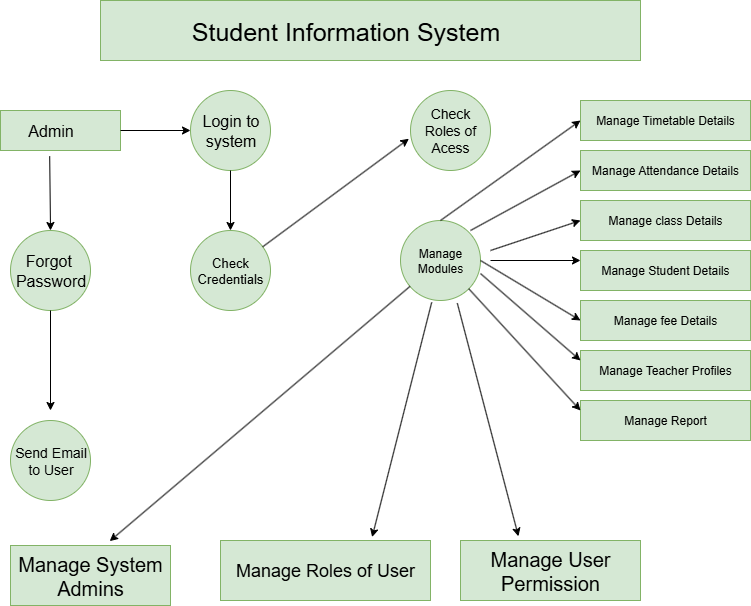 Student Information System
Admin
Login to
system
Check
Roles of
Acess
Manage Timetable Details
Manage Attendance Details
Manage class Details
Manage Student Details
Manage fee Details
Manage Teacher Profiles
Manage Report
Forgot
Password
Check
Credentials
Manage
Modules
Send Email
to User
Manage System
Admins
Manage Roles of User
Manage User
Permission